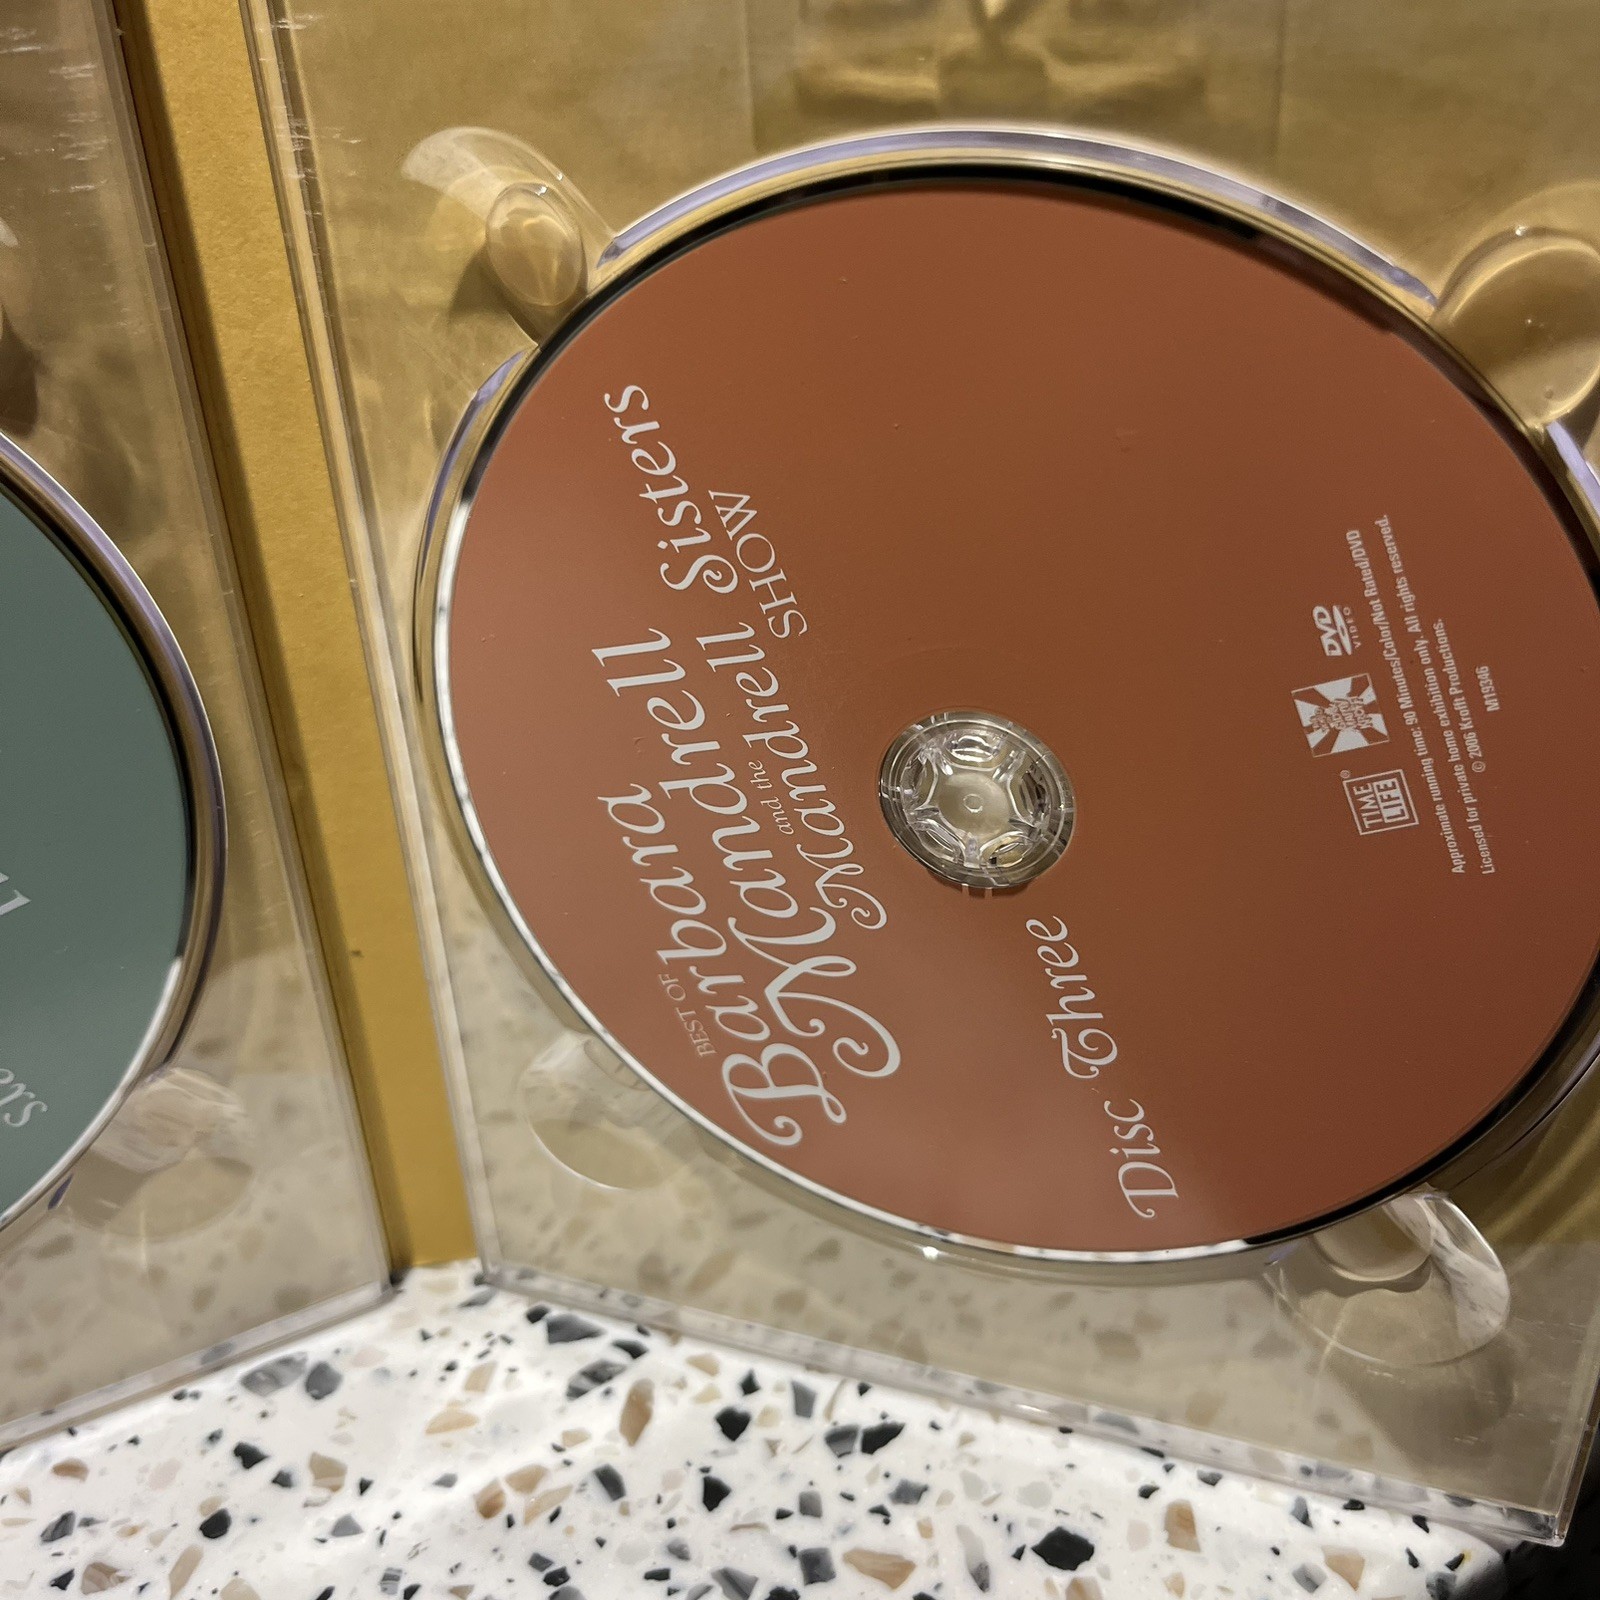 BEST OF
Barbara
Mandrell
and the
Mandrell Sisters
SHOW
Disc Three
TIME
LIFE®
DVD
VIDEO
Approximate running time: 90 Minutes/Color/Not Rated/DVD
Licensed for private home exhibition only. All rights reserved.
© 2006 Krofft Productions.
M19346